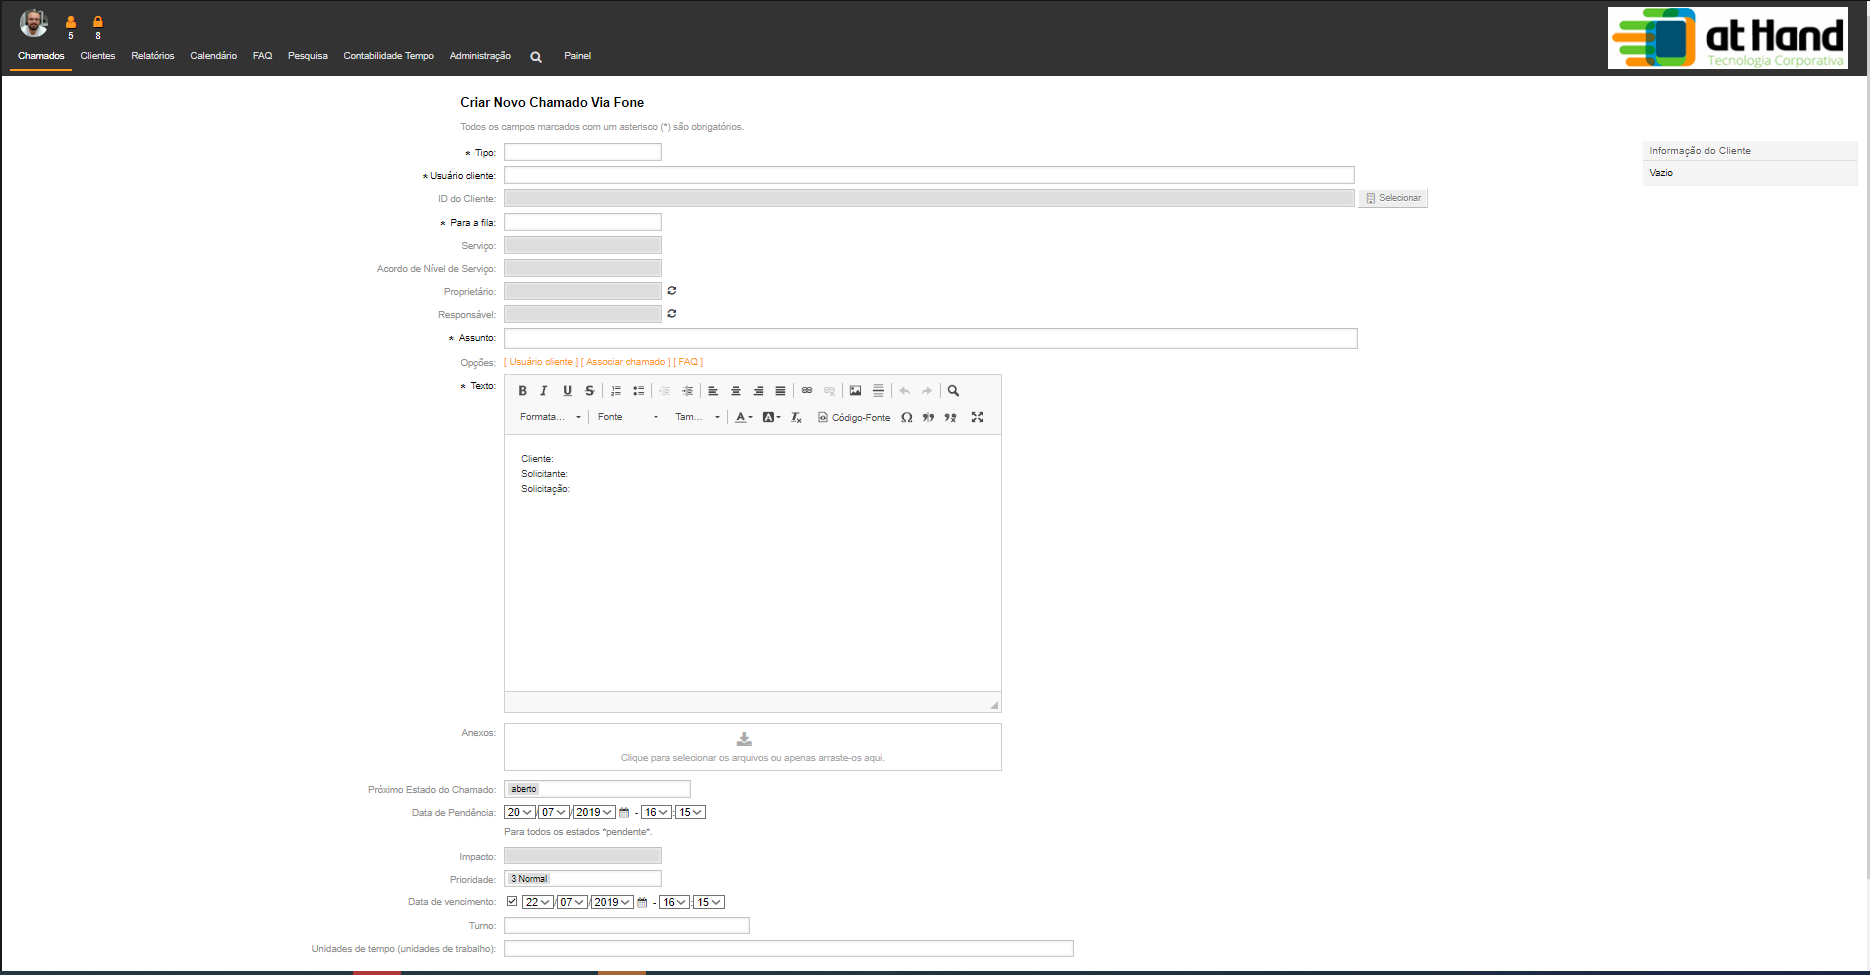 5 8
Chamados Clientes Relatórios Calendário FAQ Pesquisa Contabilidade Tempo Administração Painel
at Hand
Tecnologia Corporativa
Criar Novo Chamado Via Fone
Todos os campos marcados com um asterisco (*) são obrigatórios.
* Tipo:
Informação do Cliente
Vazio
* Usuário cliente:
ID do Cliente: Selecionar
* Para a fila:
Serviço:
Acordo de Nível de Serviço:
Proprietário:
Responsável:
* Assunto:
Opções: [ Usuário cliente ] [ Associar chamado ] [ FAQ ]
* Texto:
B I U S
Formata... Fonte Tam... A A Tx Código-Fonte Ω
Cliente:
Solicitante:
Solicitação:
Anexos:
Clique para selecionar os arquivos ou apenas arraste-os aqui.
Próximo Estado do Chamado: aberto
Data de Pendência: 20 / 07 / 2019 - 16 : 15
Para todos os estados *pendente*.
Impacto:
Prioridade: 3 Normal
Data de vencimento: 22 / 07 / 2019 - 16 : 15
Turno:
Unidades de tempo (unidades de trabalho):